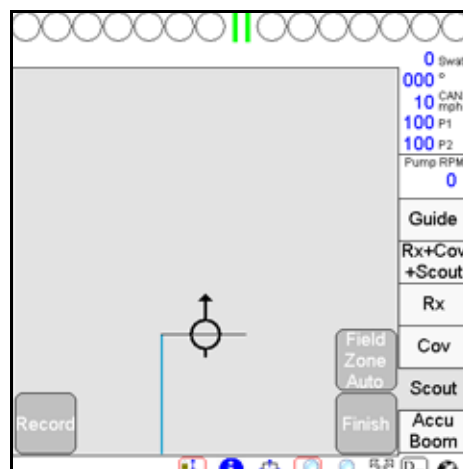 0 Swat
000 °
10 CAN mph
100 P1
100 P2
Pump RPM
0
Guide
Rx+Cov
+Scout
Rx
Cov
Field
Zone
Auto
Scout
Record
Finish
Accu
Boom
D